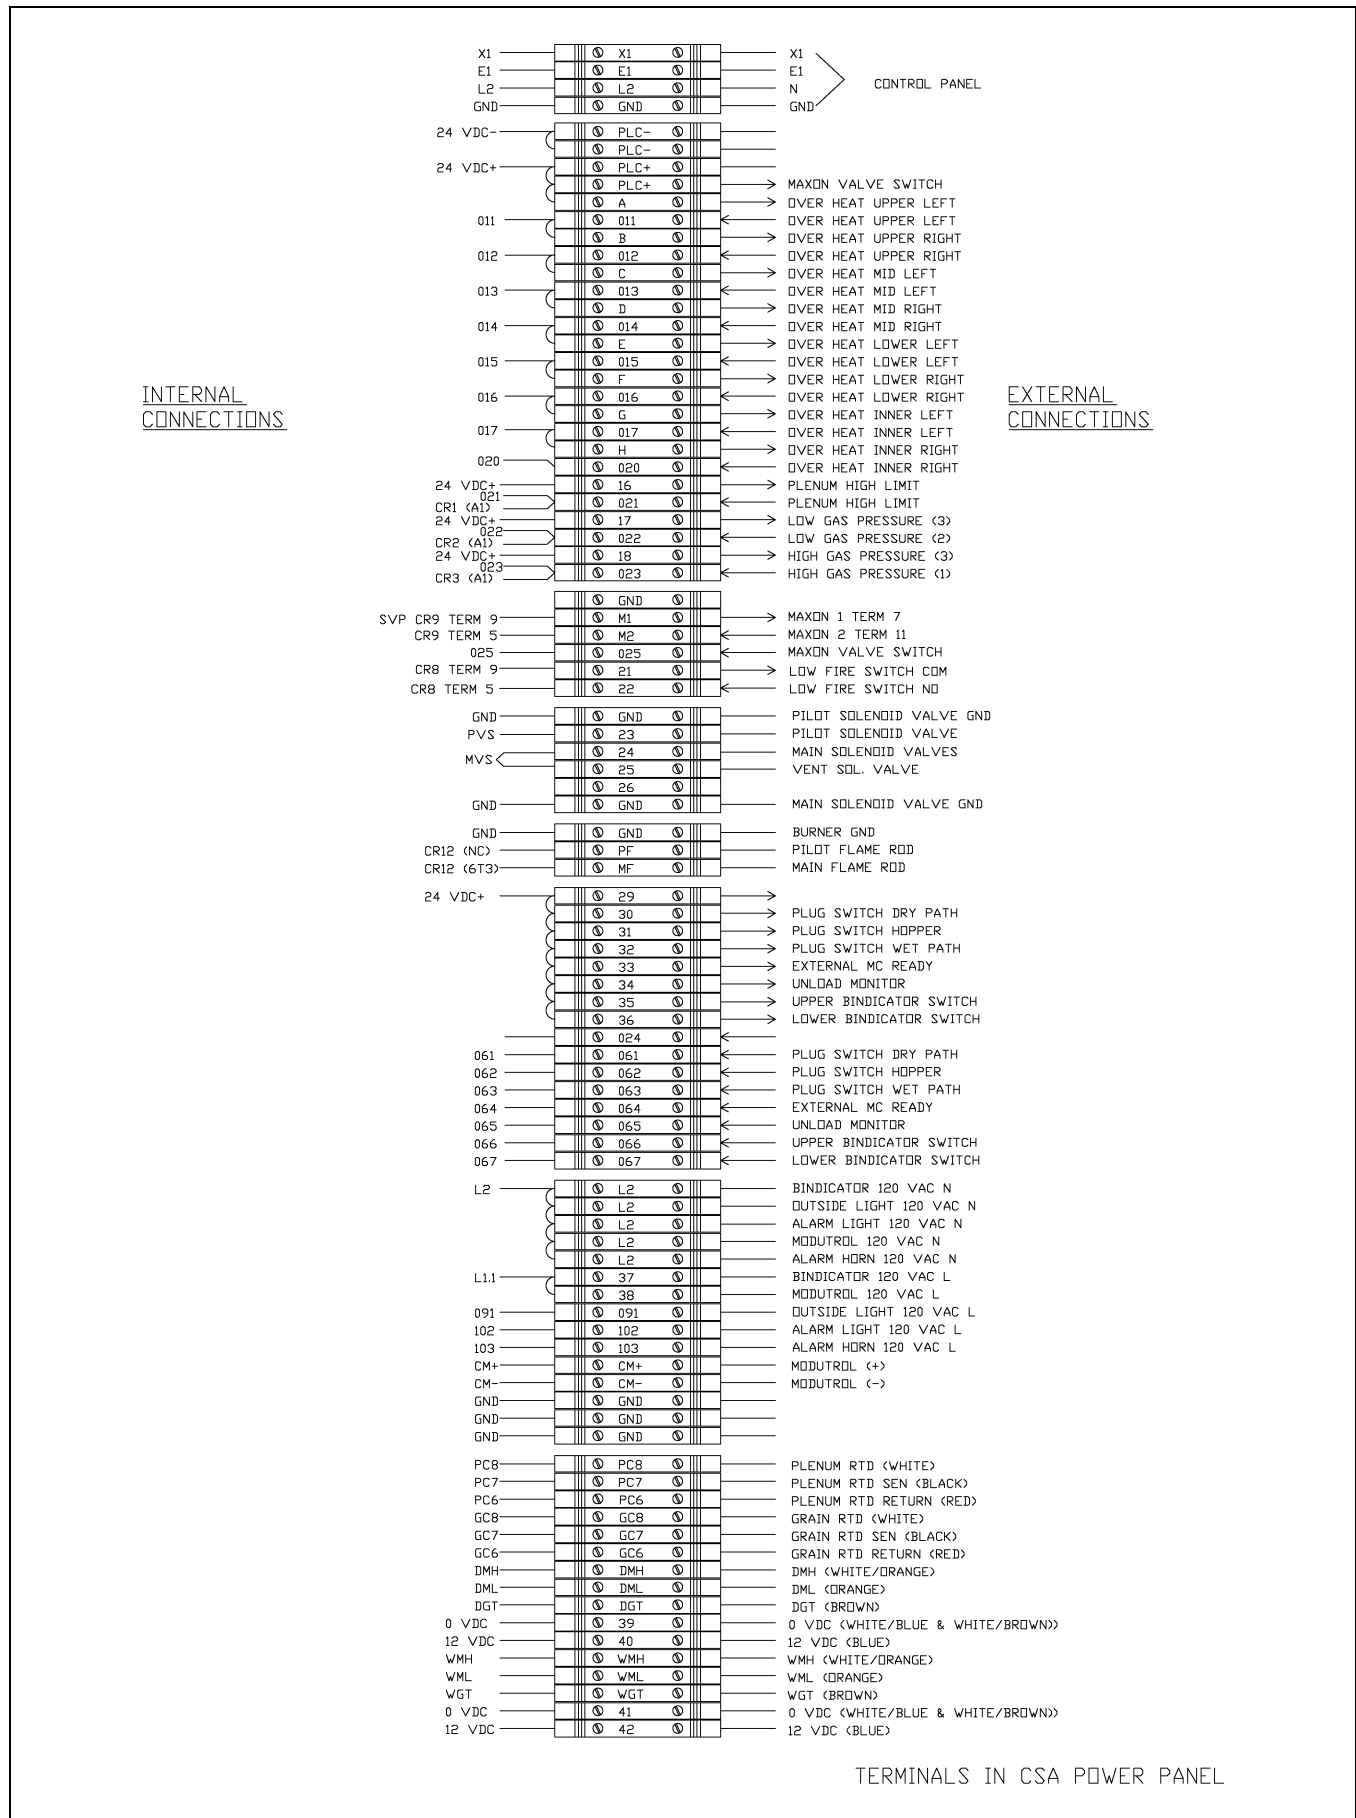 X1 X1 X1
E1 E1 E1
CONTROL PANEL
L2 L2 N
GND GND GND
24 VDC- PLC-
PLC-
24 VDC+ PLC+
PLC+ MAXON VALVE SWITCH
A OVER HEAT UPPER LEFT
011 011 OVER HEAT UPPER LEFT
B OVER HEAT UPPER RIGHT
012 012 OVER HEAT UPPER RIGHT
C OVER HEAT MID LEFT
013 013 OVER HEAT MID LEFT
D OVER HEAT MID RIGHT
014 014 OVER HEAT MID RIGHT
E OVER HEAT LOWER LEFT
015 015 OVER HEAT LOWER LEFT
F OVER HEAT LOWER RIGHT
INTERNAL
CONNECTIONS
EXTERNAL
CONNECTIONS
016 016 OVER HEAT LOWER RIGHT
G OVER HEAT INNER LEFT
017 017 OVER HEAT INNER LEFT
H OVER HEAT INNER RIGHT
020 020 OVER HEAT INNER RIGHT
24 VDC+ 16 PLENUM HIGH LIMIT
021
CR1 (A1) 021 PLENUM HIGH LIMIT
24 VDC+ 17 LOW GAS PRESSURE (3)
022
CR2 (A1) 022 LOW GAS PRESSURE (2)
24 VDC+ 18 HIGH GAS PRESSURE (3)
023
CR3 (A1) 023 HIGH GAS PRESSURE (1)
GND
SVP CR9 TERM 9 M1 MAXON 1 TERM 7
CR9 TERM 5 M2 MAXON 2 TERM 11
025 025 MAXON VALVE SWITCH
CR8 TERM 9 21 LOW FIRE SWITCH COM
CR8 TERM 5 22 LOW FIRE SWITCH NO
GND GND PILOT SOLENOID VALVE GND
PVS 23 PILOT SOLENOID VALVE
MVS 24 MAIN SOLENOID VALVES
25 VENT SOL. VALVE
26
GND GND MAIN SOLENOID VALVE GND
GND GND BURNER GND
CR12 (NC) PF PILOT FLAME ROD
CR12 (6T3) MF MAIN FLAME ROD
24 VDC+ 29
30 PLUG SWITCH DRY PATH
31 PLUG SWITCH HOPPER
32 PLUG SWITCH WET PATH
33 EXTERNAL MC READY
34 UNLOAD MONITOR
35 UPPER BINDICATOR SWITCH
36 LOWER BINDICATOR SWITCH
024
061 061 PLUG SWITCH DRY PATH
062 062 PLUG SWITCH HOPPER
063 063 PLUG SWITCH WET PATH
064 064 EXTERNAL MC READY
065 065 UNLOAD MONITOR
066 066 UPPER BINDICATOR SWITCH
067 067 LOWER BINDICATOR SWITCH
L2 L2 BINDICATOR 120 VAC N
L2 OUTSIDE LIGHT 120 VAC N
L2 ALARM LIGHT 120 VAC N
L2 MODUTROL 120 VAC N
L2 ALARM HORN 120 VAC N
L1.1 37 BINDICATOR 120 VAC L
38 MODUTROL 120 VAC L
091 091 OUTSIDE LIGHT 120 VAC L
102 102 ALARM LIGHT 120 VAC L
103 103 ALARM HORN 120 VAC L
CM+ CM+ MODUTROL (+)
CM- CM- MODUTROL (-)
GND GND
GND GND
GND GND
PC8 PC8 PLENUM RTD (WHITE)
PC7 PC7 PLENUM RTD SEN (BLACK)
PC6 PC6 PLENUM RTD RETURN (RED)
GC8 GC8 GRAIN RTD (WHITE)
GC7 GC7 GRAIN RTD SEN (BLACK)
GC6 GC6 GRAIN RTD RETURN (RED)
DMH DMH DMH (WHITE/ORANGE)
DML DML DML (ORANGE)
DGT DGT DGT (BROWN)
0 VDC 39 0 VDC (WHITE/BLUE & WHITE/BROWN))
12 VDC 40 12 VDC (BLUE)
WMH WMH WMH (WHITE/ORANGE)
WML WML WML (ORANGE)
WGT WGT WGT (BROWN)
0 VDC 41 0 VDC (WHITE/BLUE & WHITE/BROWN))
12 VDC 42 12 VDC (BLUE)
TERMINALS IN CSA POWER PANEL